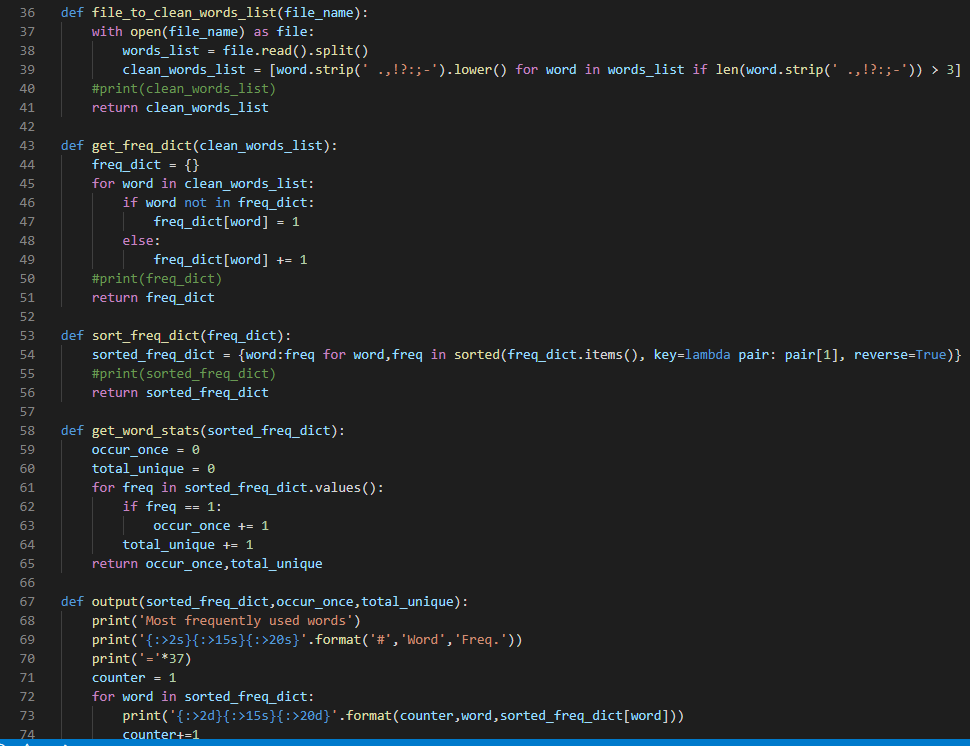 36 def file_to_clean_words_list(file_name):
37     with open(file_name) as file:
38         words_list = file.read().split()
39         clean_words_list = [word.strip(' .,!?:;-').lower() for word in words_list if len(word.strip(' .,!?:;-')) > 3]
40     #print(clean_words_list)
41     return clean_words_list
42
43 def get_freq_dict(clean_words_list):
44     freq_dict = {}
45     for word in clean_words_list:
46         if word not in freq_dict:
47             freq_dict[word] = 1
48         else:
49             freq_dict[word] += 1
50     #print(freq_dict)
51     return freq_dict
52
53 def sort_freq_dict(freq_dict):
54     sorted_freq_dict = {word:freq for word,freq in sorted(freq_dict.items(), key=lambda pair: pair[1], reverse=True)}
55     #print(sorted_freq_dict)
56     return sorted_freq_dict
57
58 def get_word_stats(sorted_freq_dict):
59     occur_once = 0
60     total_unique = 0
61     for freq in sorted_freq_dict.values():
62         if freq == 1:
63             occur_once += 1
64         total_unique += 1
65     return occur_once,total_unique
66
67 def output(sorted_freq_dict,occur_once,total_unique):
68     print('Most frequently used words')
69     print('{:>2s}{:>15s}{:>20s}'.format('#','Word','Freq.'))
70     print('='*37)
71     counter = 1
72     for word in sorted_freq_dict:
73         print('{:>2d}{:>15s}{:>20d}'.format(counter,word,sorted_freq_dict[word]))
74         counter+=1